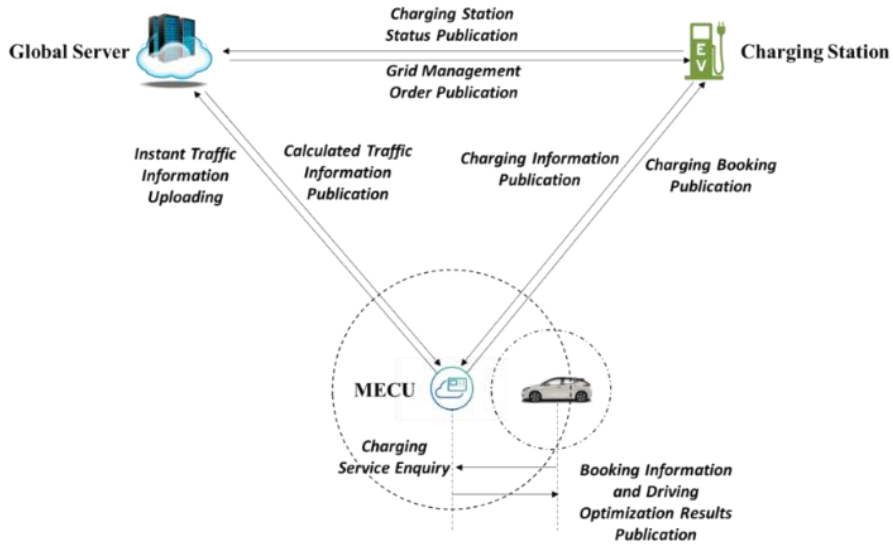 Charging Station
Status Publication
Global Server
E
V
Charging Station
Grid Management
Order Publication
Instant Traffic
Information
Uploading
Calculated Traffic
Information
Publication
Charging Information
Publication
Charging Booking
Publication
MECU
Charging
Service Enquiry
Booking Information
and Driving
Optimization Results
Publication